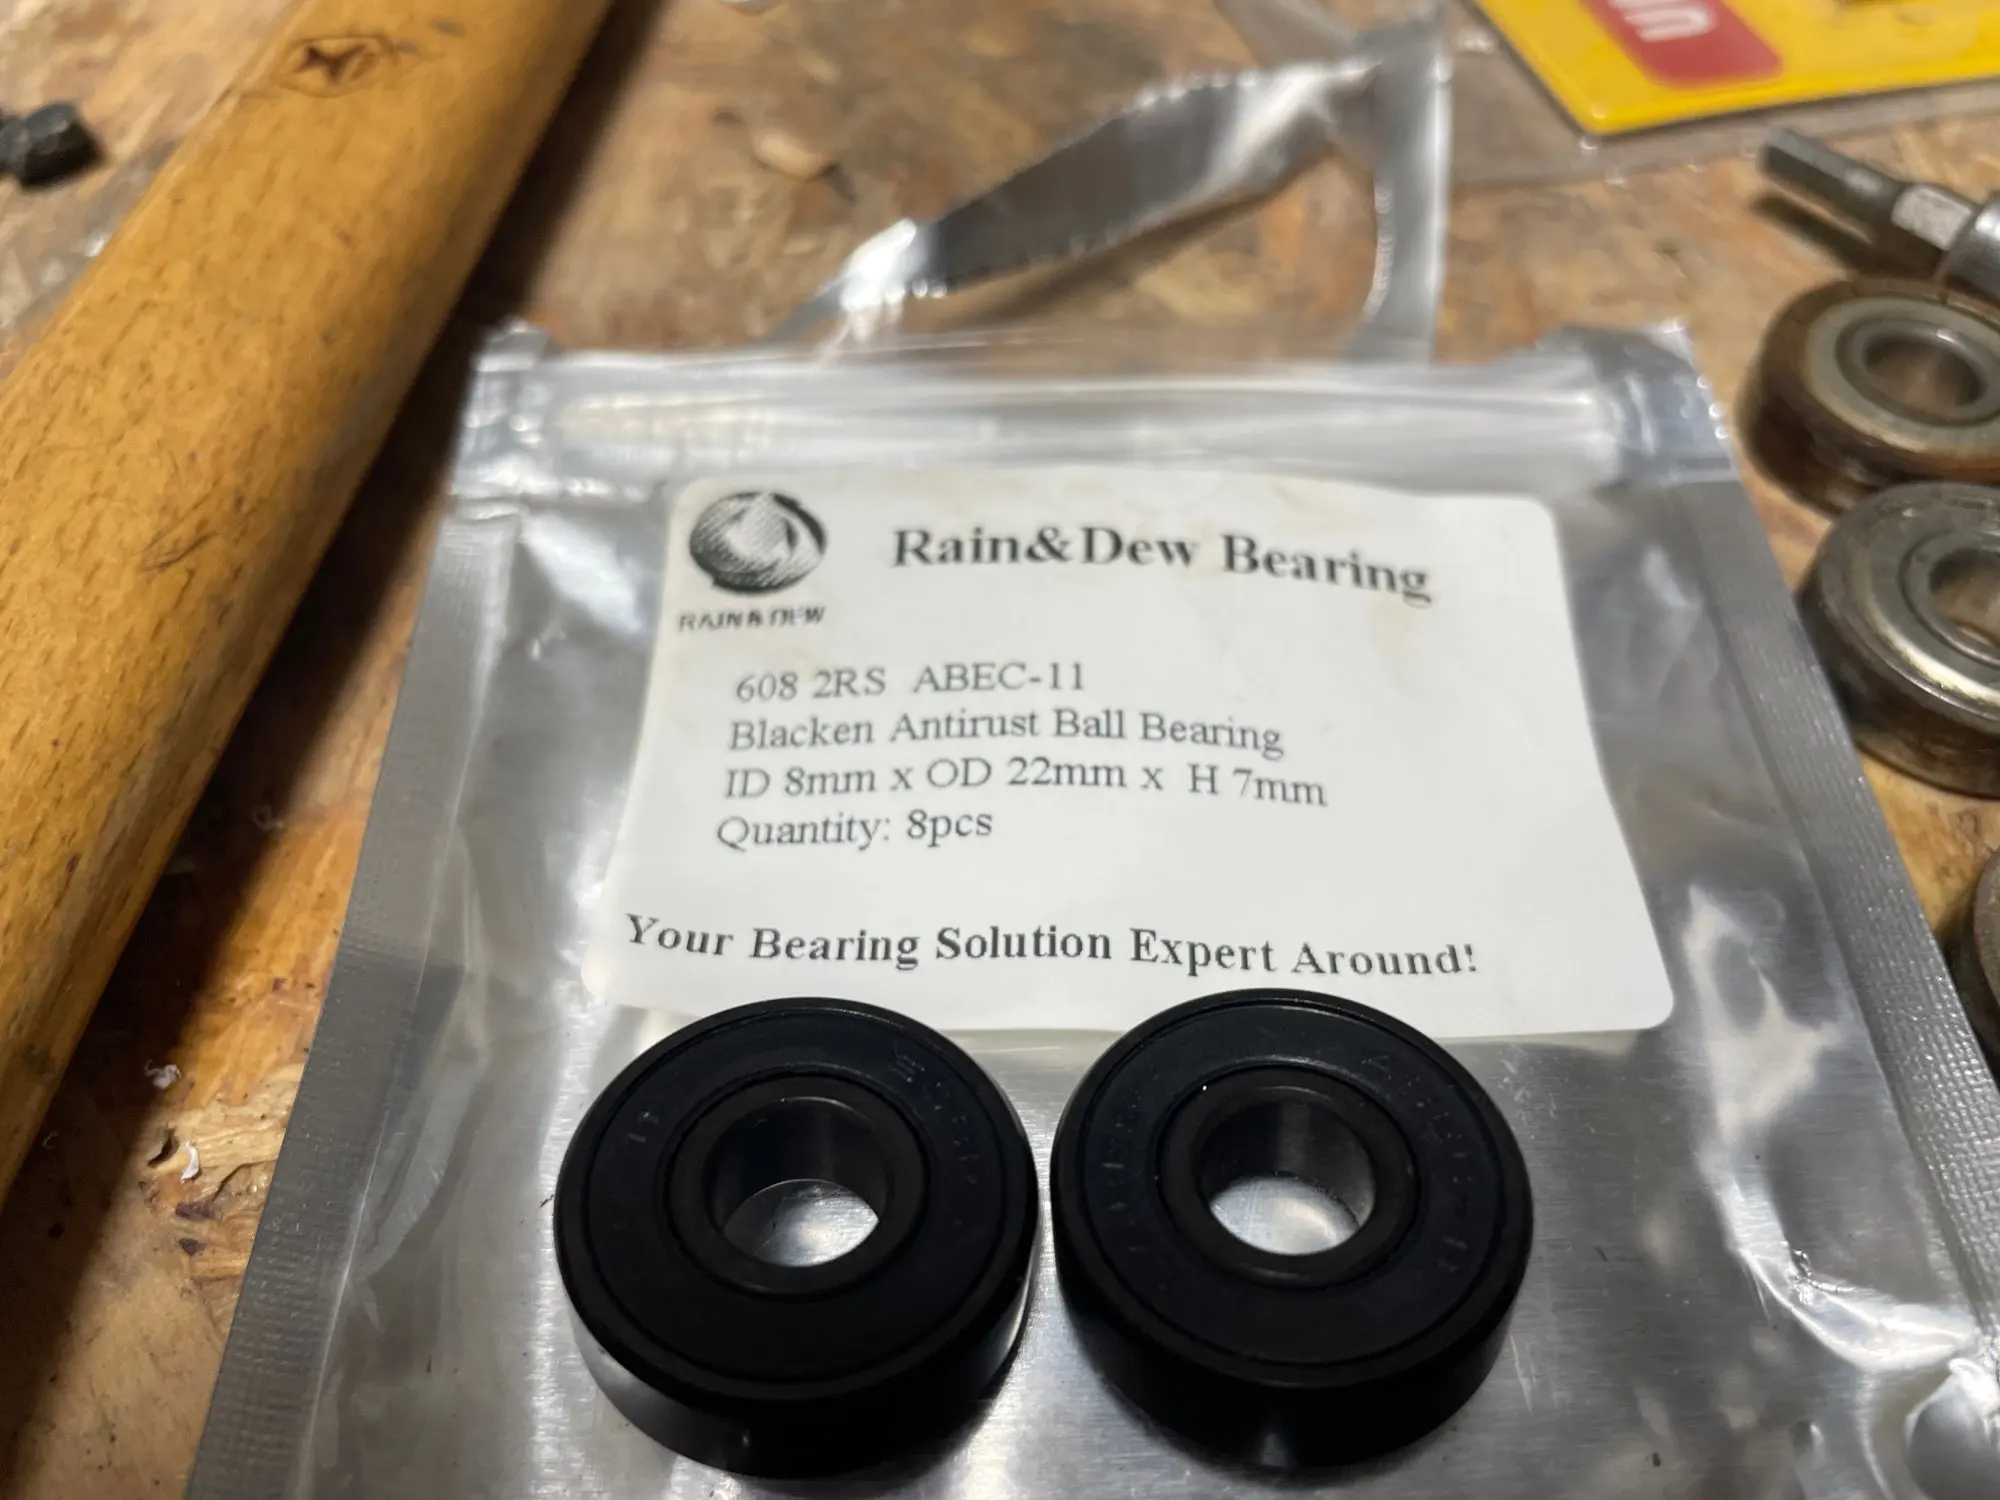 Rain&Dew Bearing
RAIN & DEW
608 2RS ABEC-11
Blacken Antirust Ball Bearing
ID 8mm x OD 22mm x H 7mm
Quantity: 8pcs
Your Bearing Solution Expert Around!